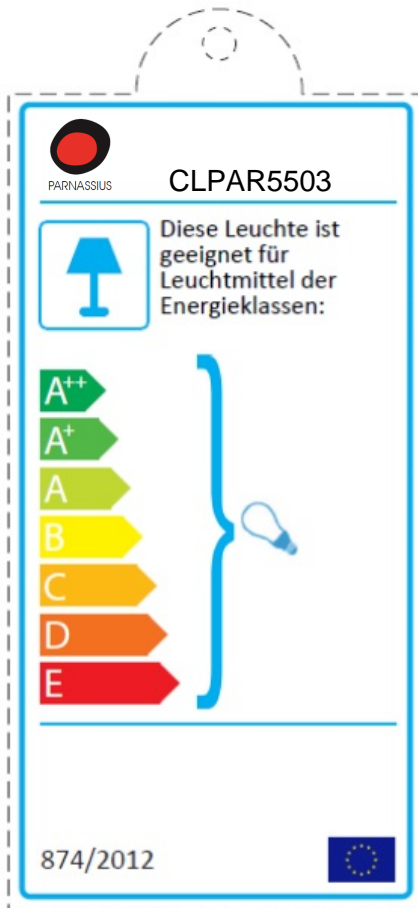 PARNASSIUS
CLPAR5503
Diese Leuchte ist
geeignet für
Leuchtmittel der
Energieklassen:
A++
A+
A
B
C
D
E
874/2012